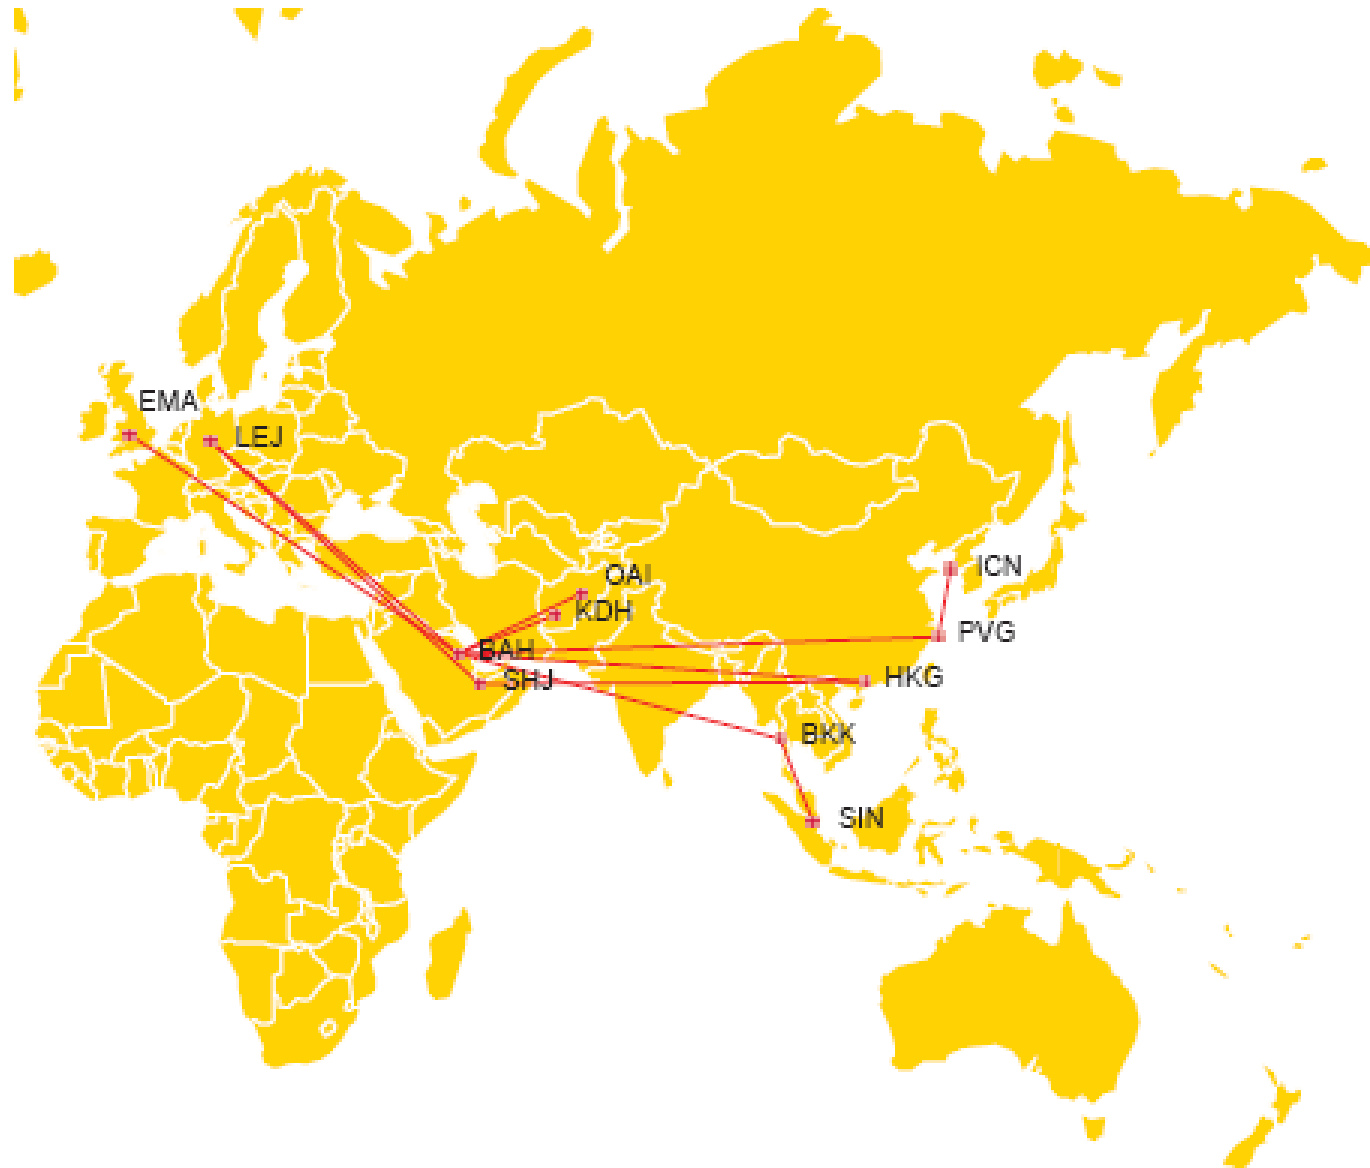 EMA
LEJ
OAI
ICN
KDH
PVG
BAH
SHJ
HKG
BKK
SIN